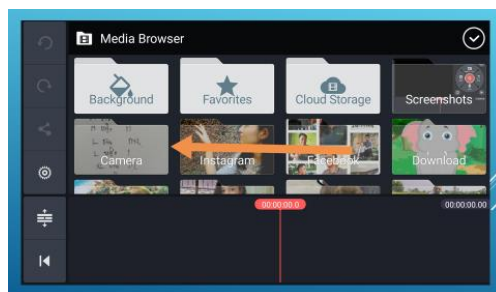 Media Browser
Background
Favorites
Cloud Storage
Screenshots
Camera
Instagram
Facebook
Download
00:00:00.0
00:00:00.00